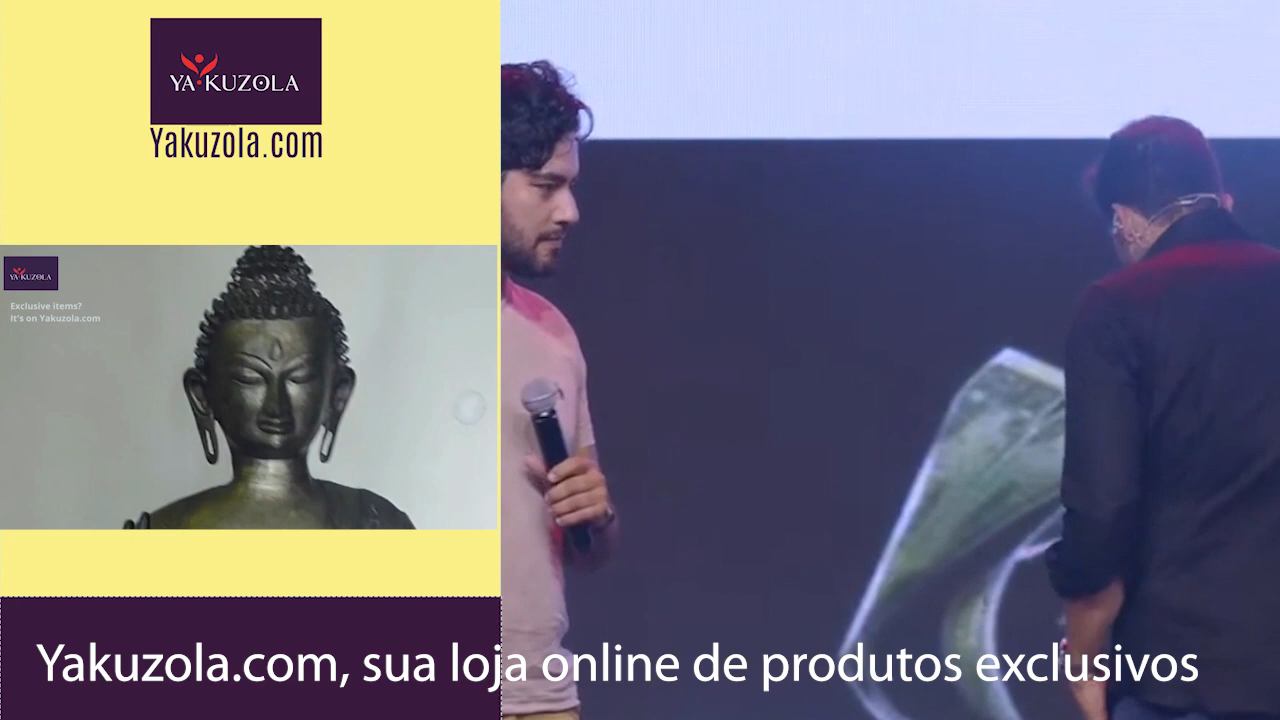 YA KUZOLA
Yakuzola.com
YA KUZOLA
Exclusive items?
It's on Yakuzola.com
Yakuzola.com, sua loja online de produtos exclusivos